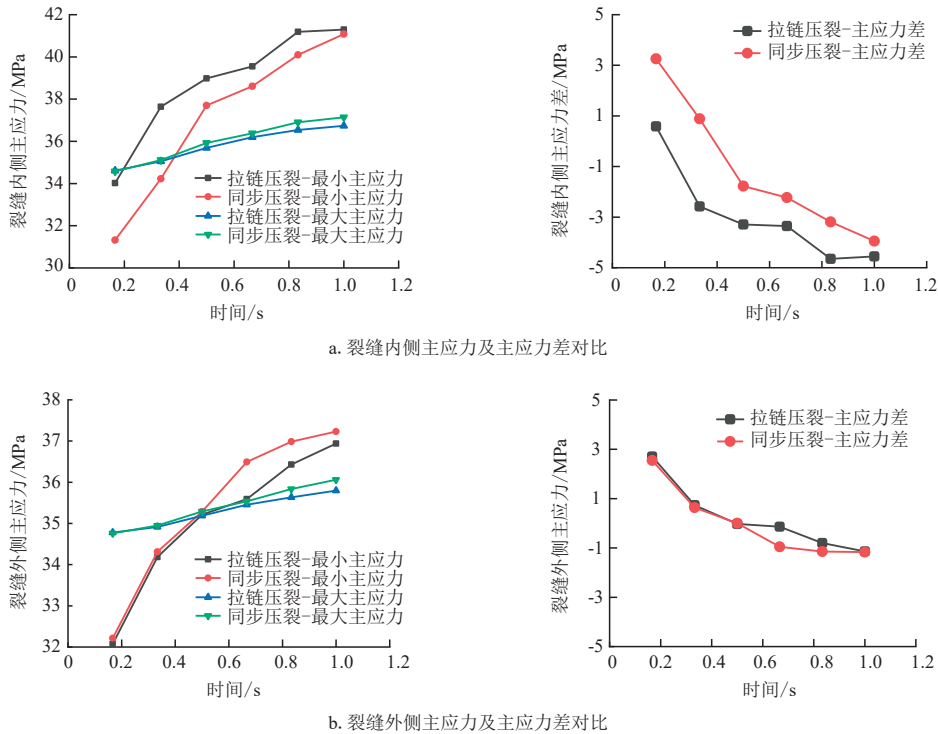 裂缝内侧主应力/MPa
42
40
38
36
34
32
30
0
0.2
0.4
0.6
0.8
1.0
1.2
时间/s
拉链压裂-最小主应力
同步压裂-最小主应力
拉链压裂-最大主应力
同步压裂-最大主应力
裂缝内侧主应力差/MPa
5
3
1
-1
-3
-5
0
0.2
0.4
0.6
0.8
1.0
1.2
时间/s
拉链压裂-主应力差
同步压裂-主应力差
a. 裂缝内侧主应力及主应力差对比
裂缝外侧主应力/MPa
38
37
36
35
34
33
32
0
0.2
0.4
0.6
0.8
1.0
1.2
时间/s
拉链压裂-最小主应力
同步压裂-最小主应力
拉链压裂-最大主应力
同步压裂-最大主应力
裂缝外侧主应力差/MPa
5
3
1
-1
-3
-5
0
0.2
0.4
0.6
0.8
1.0
1.2
时间/s
拉链压裂-主应力差
同步压裂-主应力差
b. 裂缝外侧主应力及主应力差对比